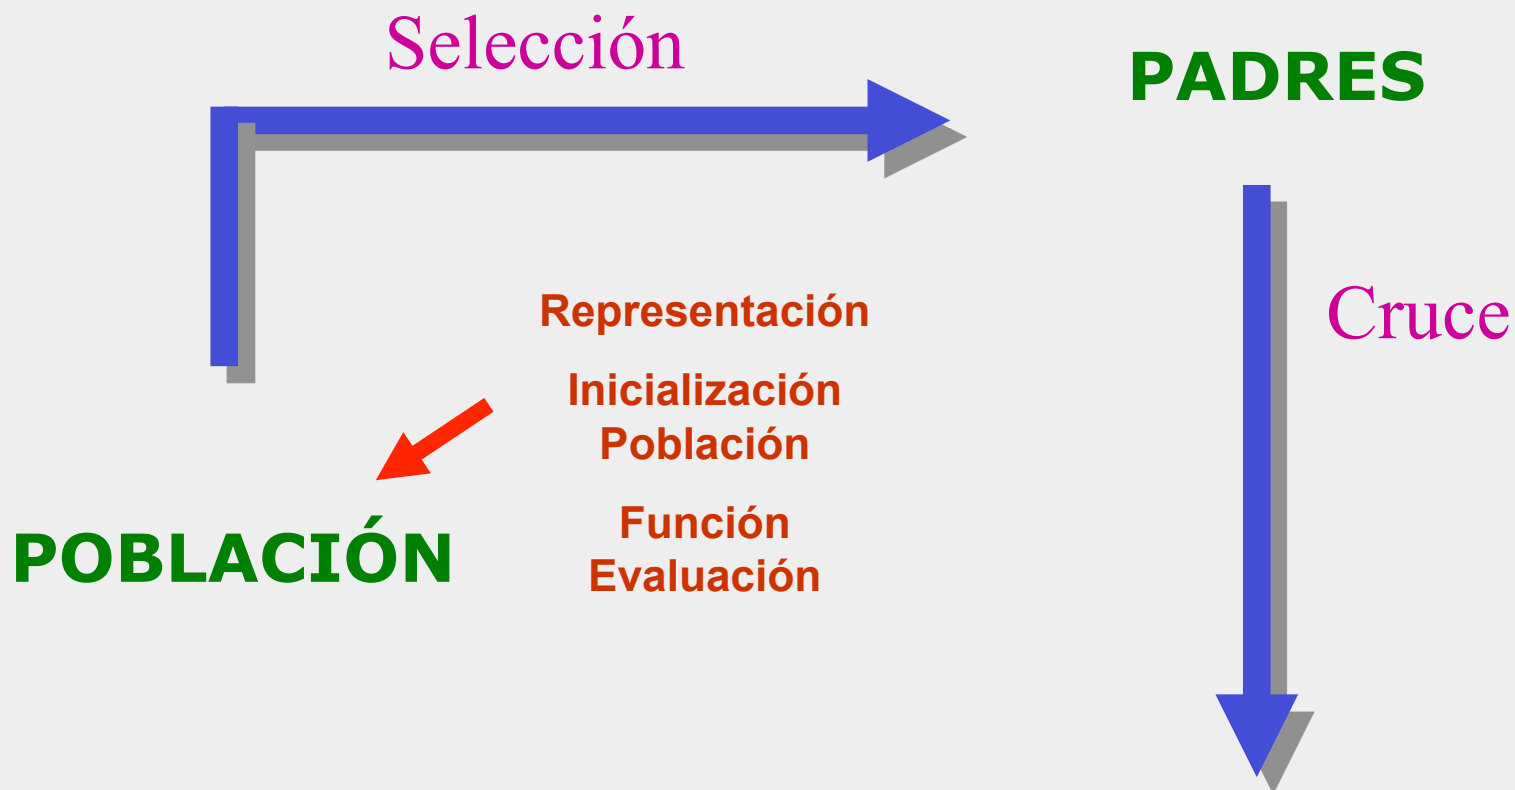 Selección
PADRES
Cruce
Representación
Inicialización
Población
Función
Evaluación
POBLACIÓN